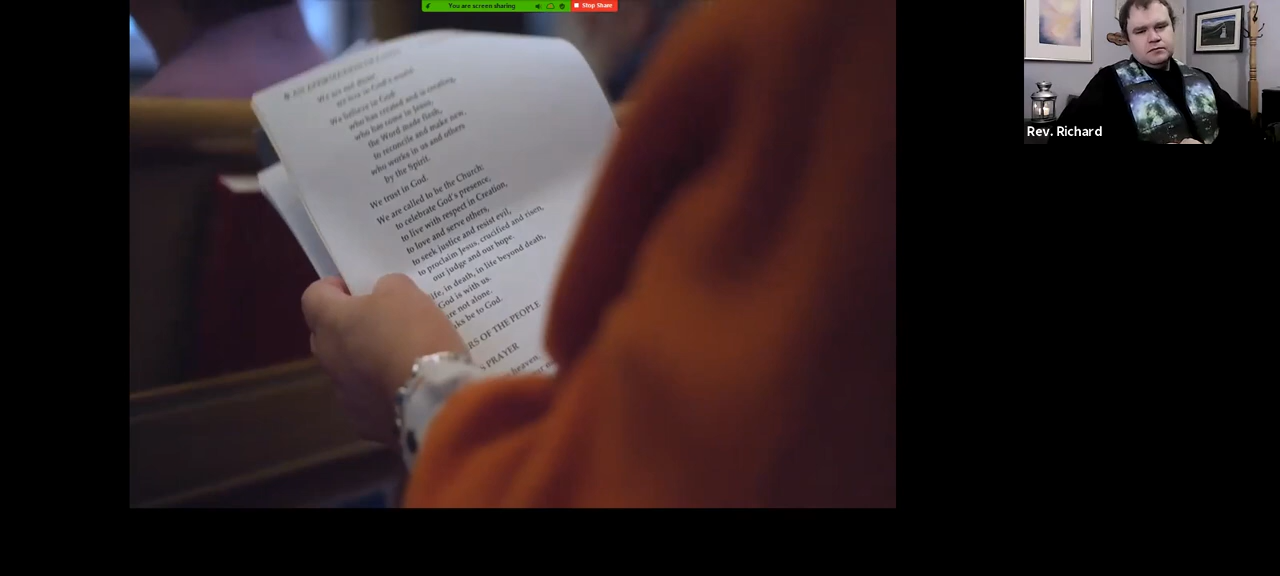 You are screen sharing
Stop Share
Rev. Richard
We are not alone,
we live in God's world.
We believe in God:
who has created and is creating,
who has come in Jesus,
the Word made flesh,
to reconcile and make new,
who works in us and others
by the Spirit.
We trust in God.
We are called to be the Church:
to celebrate God's presence,
to live with respect in Creation,
to love and serve others,
to seek justice and resist evil,
to proclaim Jesus, crucified and risen,
our judge and our hope.
life, in death, in life beyond death,
God is with us.
are not alone.
ks be to God.
RS OF THE PEOPLE
PRAYER
heaven.